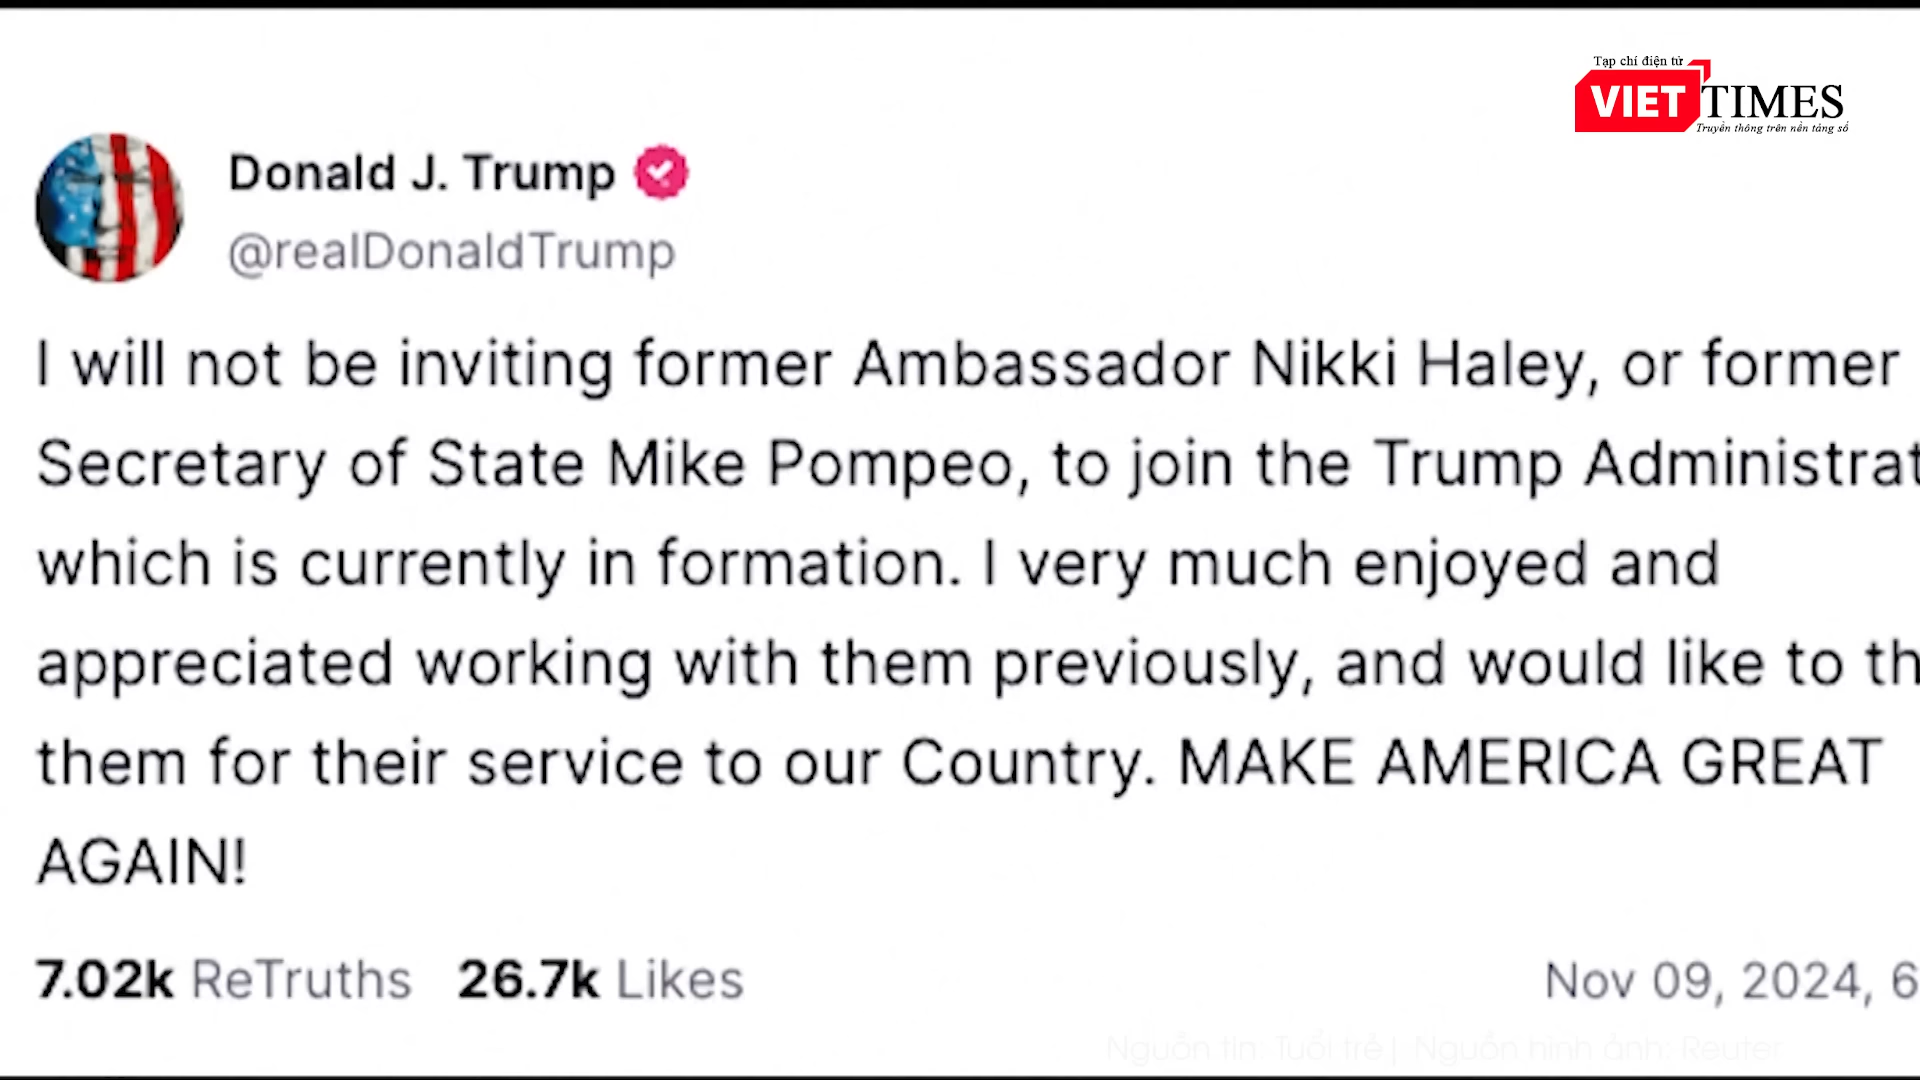 Tạp chí điện tử
VIETTIMES
Truyền thông trên nền tảng số
Donald J. Trump
@realDonaldTrump
I will not be inviting former Ambassador Nikki Haley, or former
Secretary of State Mike Pompeo, to join the Trump Administrat
which is currently in formation. I very much enjoyed and
appreciated working with them previously, and would like to th
them for their service to our Country. MAKE AMERICA GREAT
AGAIN!
7.02k ReTruths 26.7k Likes
Nov 09, 2024, 6
Nguồn tin: Tuổi trẻ | Nguồn hình ảnh: Reuter